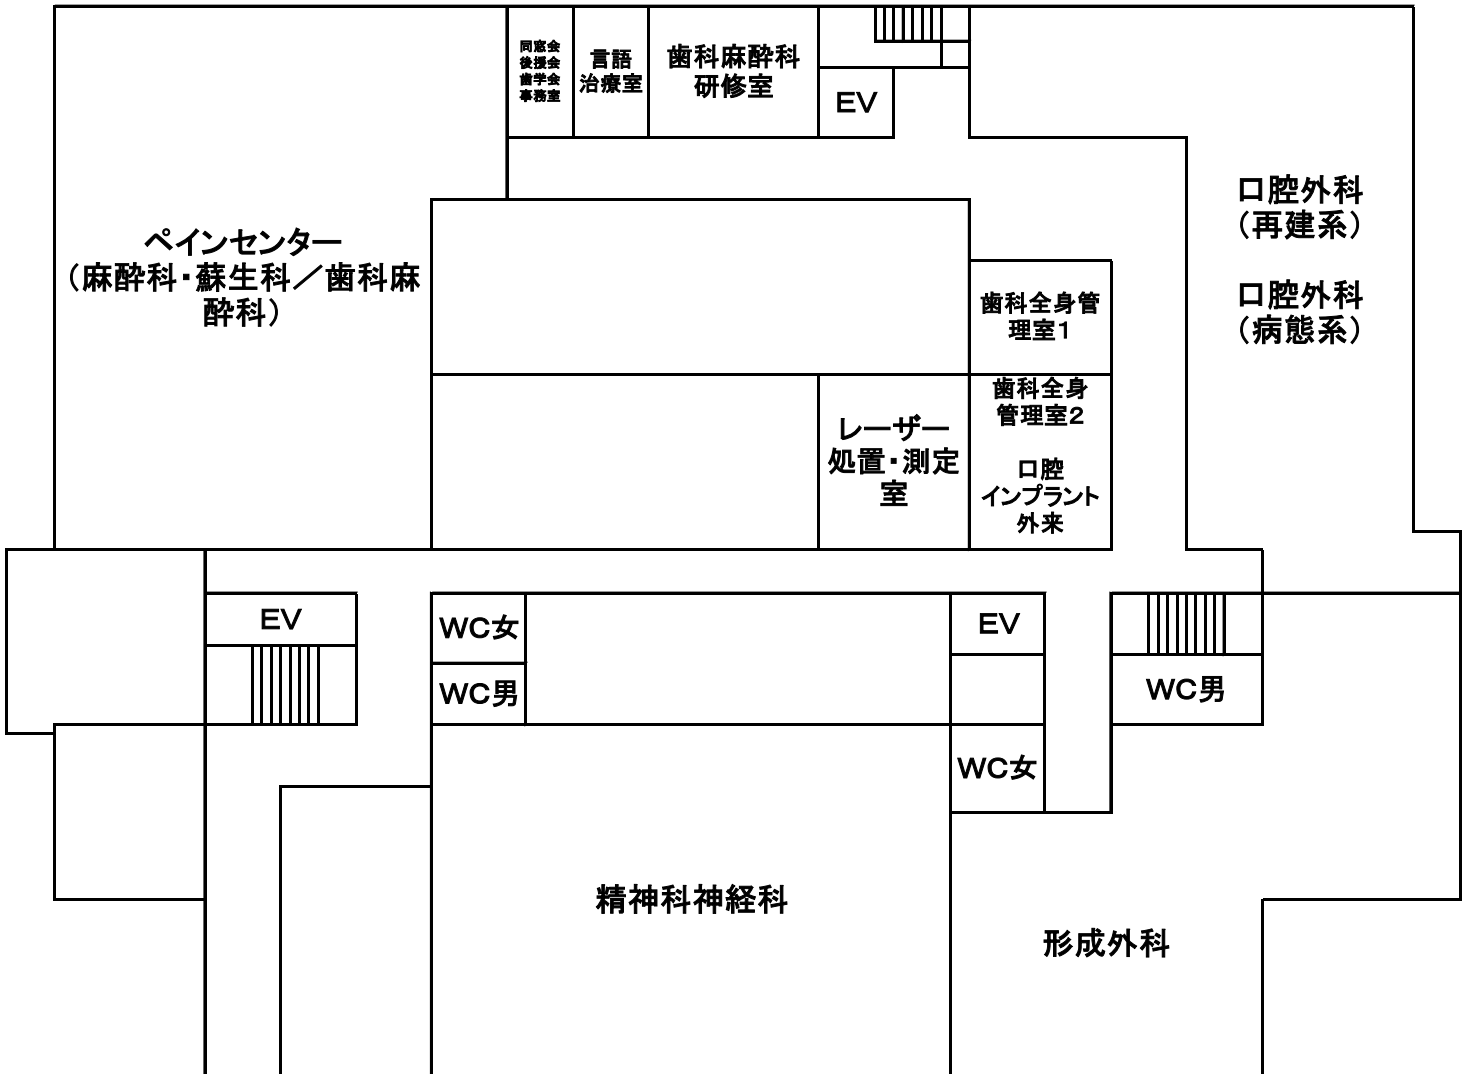 同窓会
後援会
歯学会
事務室
言語
治療室
歯科麻酔科
研修室
EV
ペインセンター
（麻酔科・蘇生科／歯科麻
酔科）
口腔外科
（再建系）
口腔外科
（病態系）
歯科全身管
理室１
歯科全身
管理室２
口腔
インプラント
外来
レーザー
処置・測定
室
EV
WC女
WC男
EV
WC男
WC女
精神科神経科
形成外科